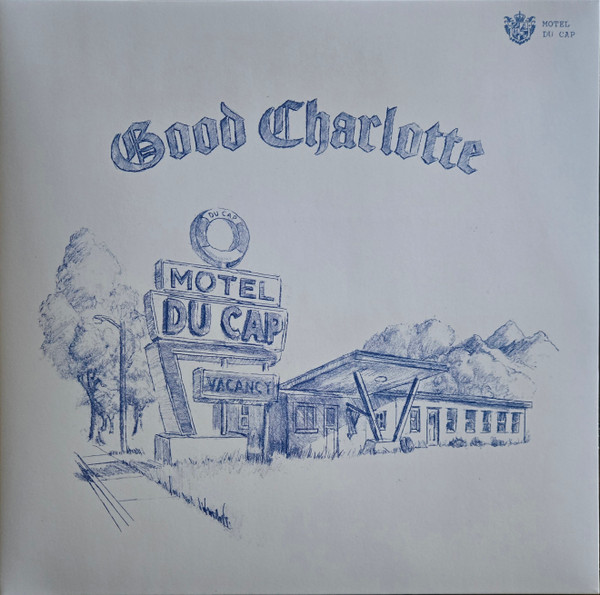 MOTEL
DU CAP
Good Charlotte
DU CAP
MOTEL
DU CAP
VACANCY